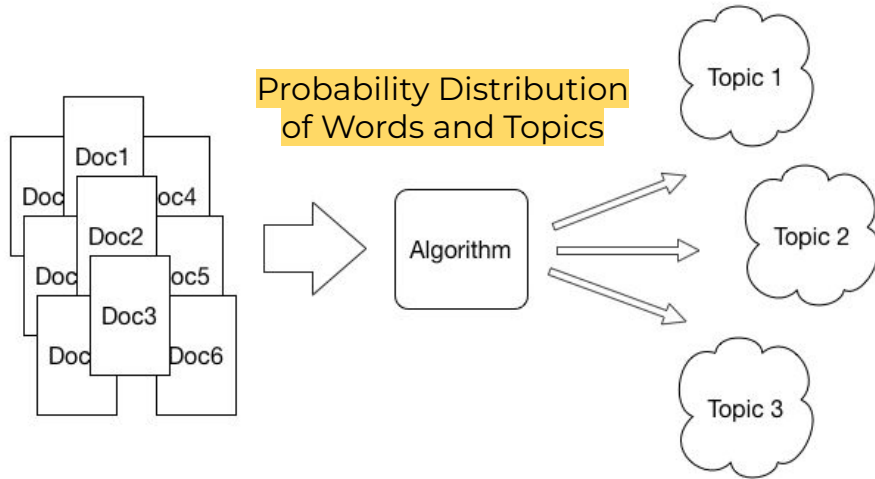 Probability Distribution
of Words and Topics
Doc1
Doc
oc4
Doc2
Doc
oc5
Doc3
Doc
Doc6
Algorithm
Topic 1
Topic 2
Topic 3